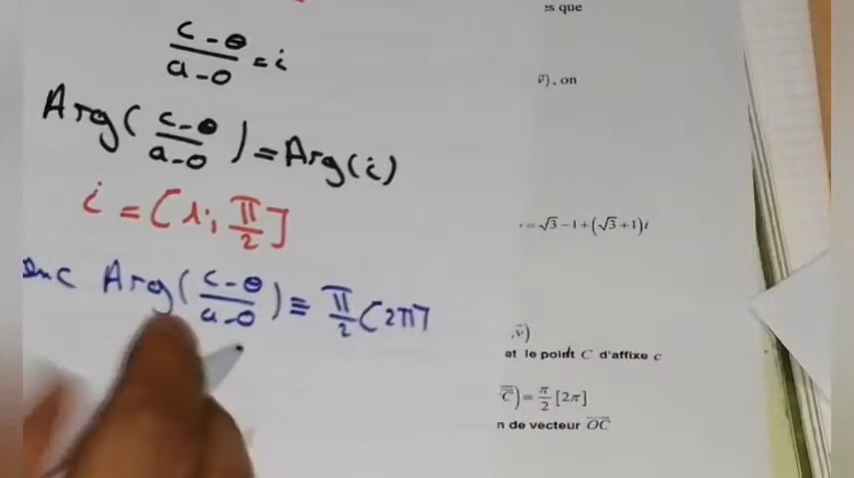 c-0/a-0 = i
Arg(c-0/a-0) = Arg(i)
i = [1; π/2]
Donc Arg(c-0/a-0) ≡ π/2 [2π]
es que
v⃗), on
= √3-1+(√3+1)i
,v⃗)
et le point C d'affixe c
C) = π/2 [2π]
n de vecteur OC